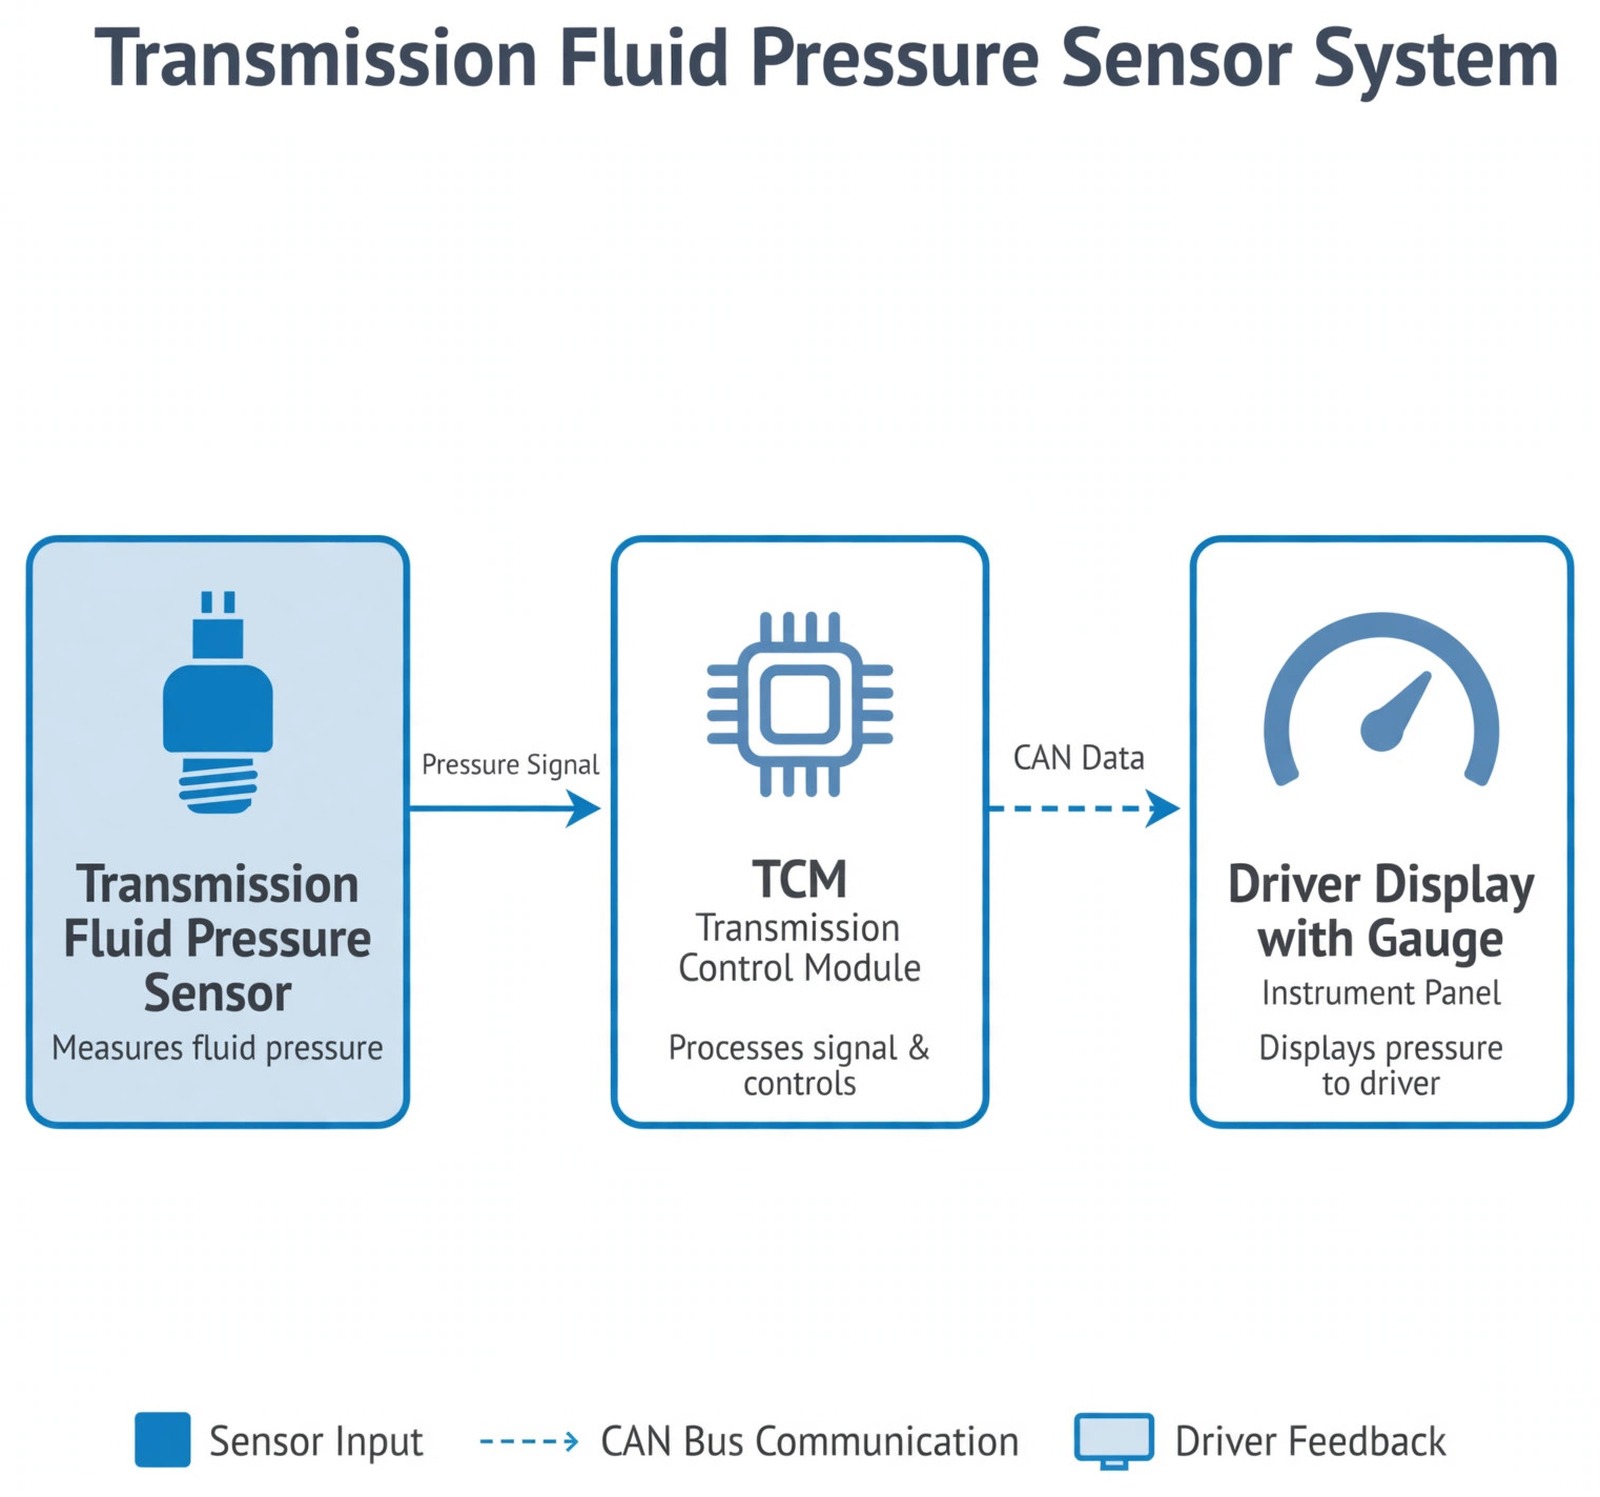 Transmission Fluid Pressure Sensor System
Pressure Signal
CAN Data
Transmission
Fluid Pressure
Sensor
Measures fluid pressure
TCM
Transmission
Control Module
Processes signal &
controls
Driver Display
with Gauge
Instrument Panel
Displays pressure
to driver
Sensor Input
CAN Bus Communication
Driver Feedback